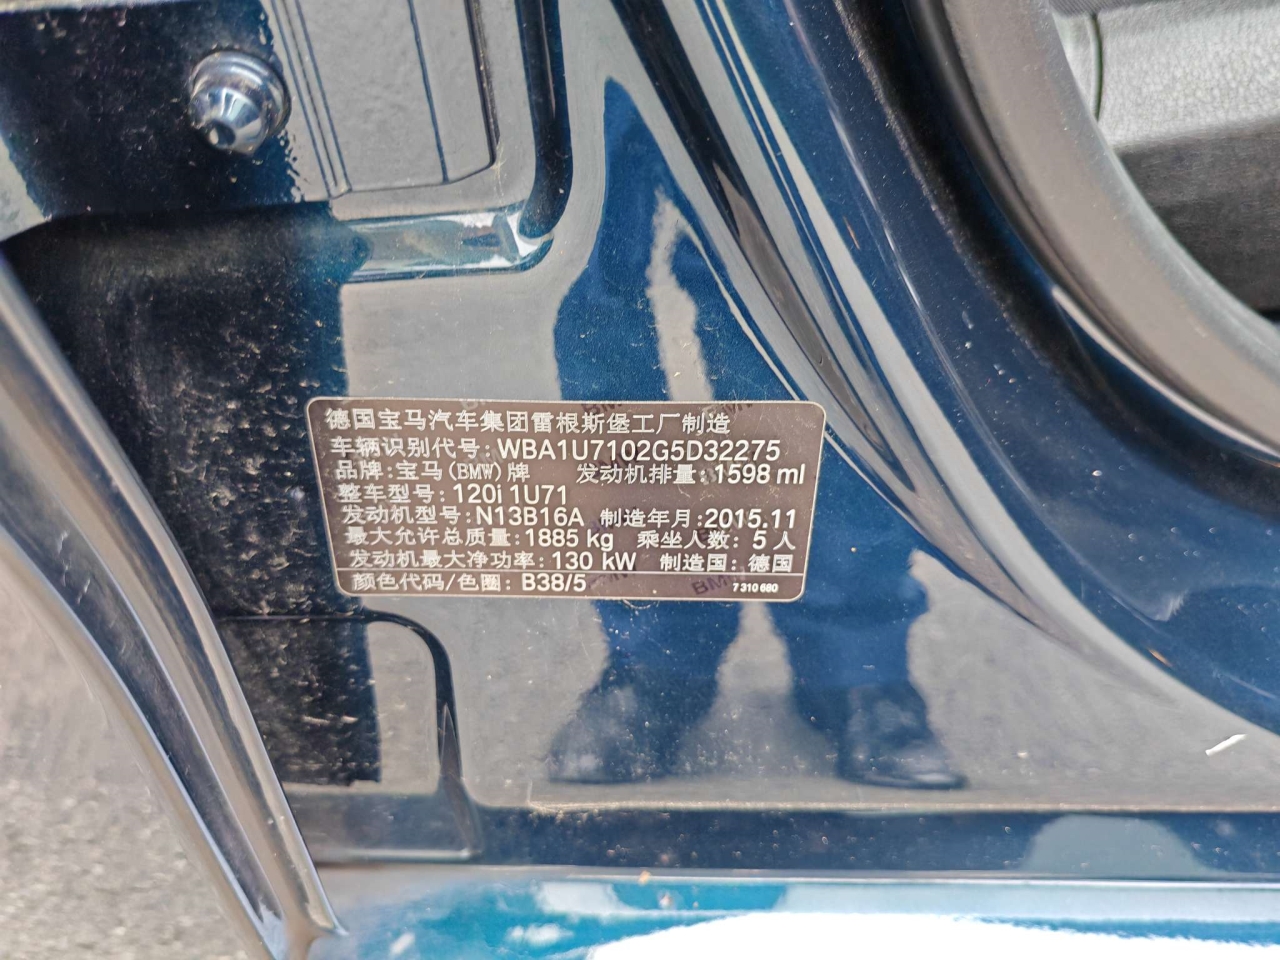 德国宝马汽车集团雷根斯堡工厂制造
车辆识别代号: WBA1U7102G5D32275
品牌: 宝马(BMW)牌 发动机排量: 1598 ml
整车型号: 120i 1U71
发动机型号: N13B16A 制造年月: 2015.11
最大允许总质量: 1885 kg 乘坐人数: 5 人
发动机最大净功率: 130 kW 制造国: 德国
颜色代码/色圈: B38/5 7 310 680